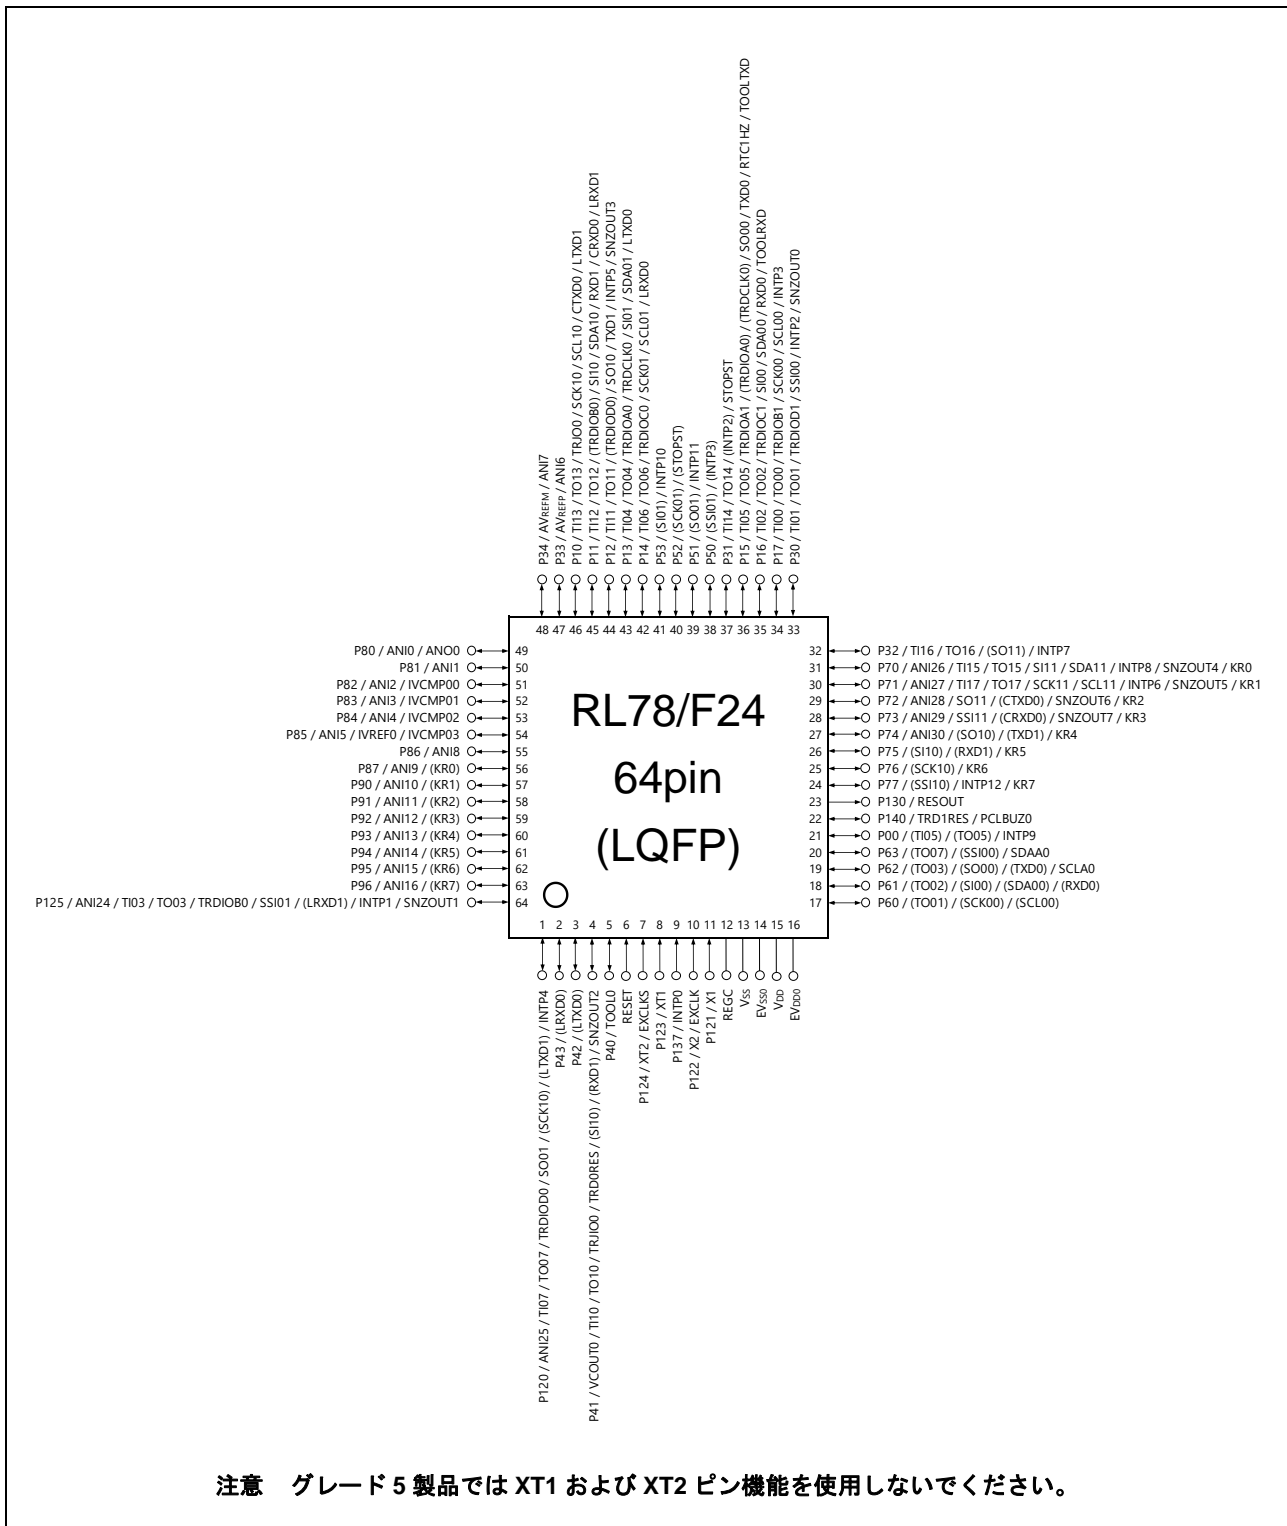 P34 / AVREFM / ANI7
P33 / AVREFP / ANI6
P10 / TI13 / TO13 / TRJO0 / SCK10 / SCL10 / CTXD0 / LTXD1
P11 / TI12 / TO12 / (TRDIOB0) / SI10 / SDA10 / RXD1 / CRXD0 / LRXD1
P12 / TI11 / TO11 / (TRDIOD0) / SO10 / TXD1 / INTP5 / SNZOUT3
P13 / TI04 / TO04 / TRDIOA0 / TRDCLK0 / SI01 / SDA01 / LTXD0
P14 / TI06 / TO06 / TRDIOC0 / SCK01 / SCL01 / LRXD0
P53 / (SI01) / INTP10
P52 / (SCK01) / (STOPST)
P51 / (SO01) / INTP11
P50 / (SSI01) / (INTP3)
P31 / TI14 / TO14 / (INTP2) / STOPST
P15 / TI05 / TO05 / TRDIOA1 / (TRDIOA0) / (TRDCLK0) / SO00 / TXD0 / RTC1HZ / TOOLTXD
P16 / TI02 / TO02 / TRDIOC1 / SI00 / SDA00 / RXD0 / TOOLRXD
P17 / TI00 / TO00 / TRDIOB1 / SCK00 / SCL00 / INTP3
P30 / TI01 / TO01 / TRDIOD1 / SSI00 / INTP2 / SNZOUT0
48 47 46 45 44 43 42 41 40 39 38 37 36 35 34 33
P80 / ANI0 / ANO0 49
P81 / ANI1 50
P82 / ANI2 / IVCMP00 51
P83 / ANI3 / IVCMP01 52
P84 / ANI4 / IVCMP02 53
P85 / ANI5 / IVREF0 / IVCMP03 54
P86 / ANI8 55
P87 / ANI9 / (KR0) 56
P90 / ANI10 / (KR1) 57
P91 / ANI11 / (KR2) 58
P92 / ANI12 / (KR3) 59
P93 / ANI13 / (KR4) 60
P94 / ANI14 / (KR5) 61
P95 / ANI15 / (KR6) 62
P96 / ANI16 / (KR7) 63
P125 / ANI24 / TI03 / TO03 / TRDIOB0 / SSI01 / (LRXD1) / INTP1 / SNZOUT1 64
RL78/F24
64pin
(LQFP)
32 P32 / TI16 / TO16 / (SO11) / INTP7
31 P70 / ANI26 / TI15 / TO15 / SI11 / SDA11 / INTP8 / SNZOUT4 / KR0
30 P71 / ANI27 / TI17 / TO17 / SCK11 / SCL11 / INTP6 / SNZOUT5 / KR1
29 P72 / ANI28 / SO11 / (CTXD0) / SNZOUT6 / KR2
28 P73 / ANI29 / SSI11 / (CRXD0) / SNZOUT7 / KR3
27 P74 / ANI30 / (SO10) / (TXD1) / KR4
26 P75 / (SI10) / (RXD1) / KR5
25 P76 / (SCK10) / KR6
24 P77 / (SSI10) / INTP12 / KR7
23 P130 / RESOUT
22 P140 / TRD1RES / PCLBUZ0
21 P00 / (TI05) / (TO05) / INTP9
20 P63 / (TO07) / (SSI00) / SDAA0
19 P62 / (TO03) / (SO00) / (TXD0) / SCLA0
18 P61 / (TO02) / (SI00) / (SDA00) / (RXD0)
17 P60 / (TO01) / (SCK00) / (SCL00)
1 2 3 4 5 6 7 8 9 10 11 12 13 14 15 16
P120 / ANI25 / TI07 / TO07 / TRDIOD0 / SO01 / (SCK10) / (LTXD1) / INTP4
P43 / (LRXD0)
P42 / (LTXD0)
P41 / VCOUT0 / TI10 / TO10 / TRJIO0 / TRD0RES / (SI10) / (RXD1) / SNZOUT2
P40 / TOOL0
RESET
P124 / XT2 / EXCLKS
P123 / XT1
P137 / INTP0
P122 / X2 / EXCLK
P121 / X1
REGC
VSS
EVSS0
VDD
EVDD0
注意 グレード 5 製品では XT1 および XT2 ピン機能を使用しないでください。